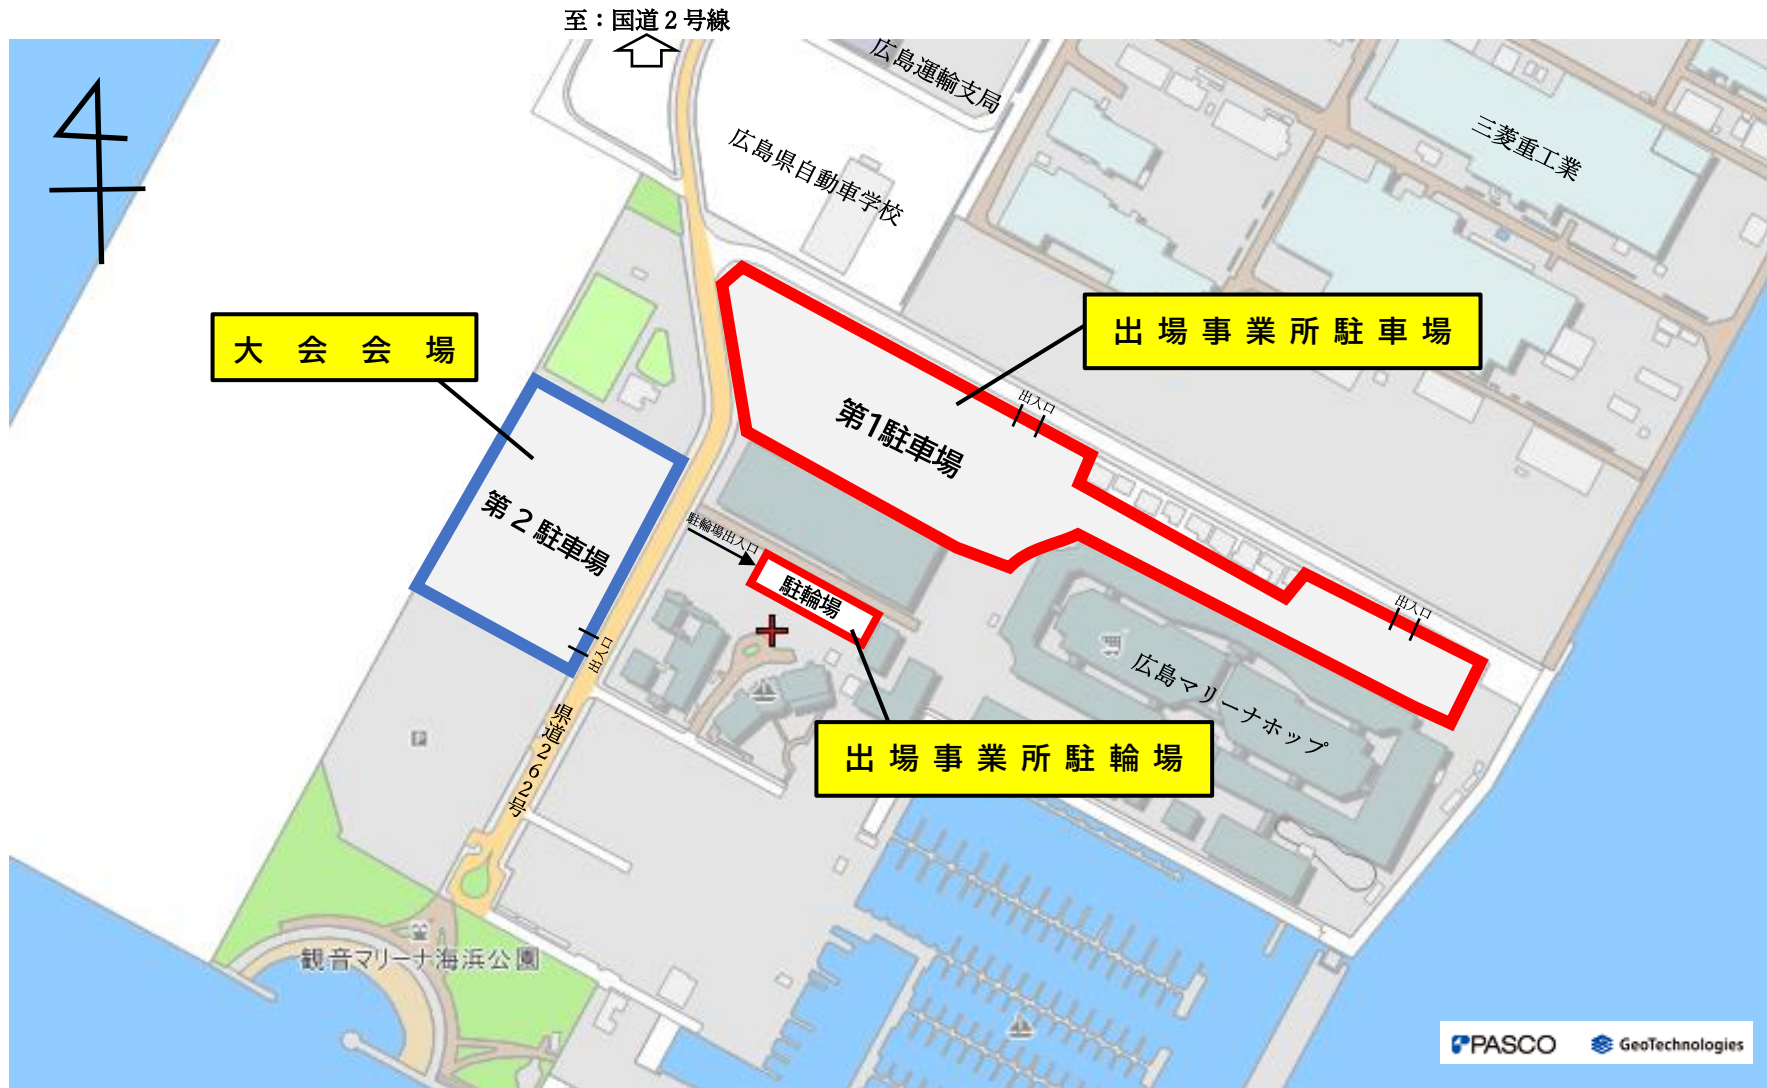 至：国道２号線
広島運輸支局
広島県自動車学校
三菱重工業
大会会場
出場事業所駐車場
出入口
第1駐車場
第２駐車場
駐輪場出入口
駐輪場
出入口
出入口
広島マリーナホップ
県道２６２号
出場事業所駐輪場
P
観音マリーナ海浜公園
PASCO
GeoTechnologies